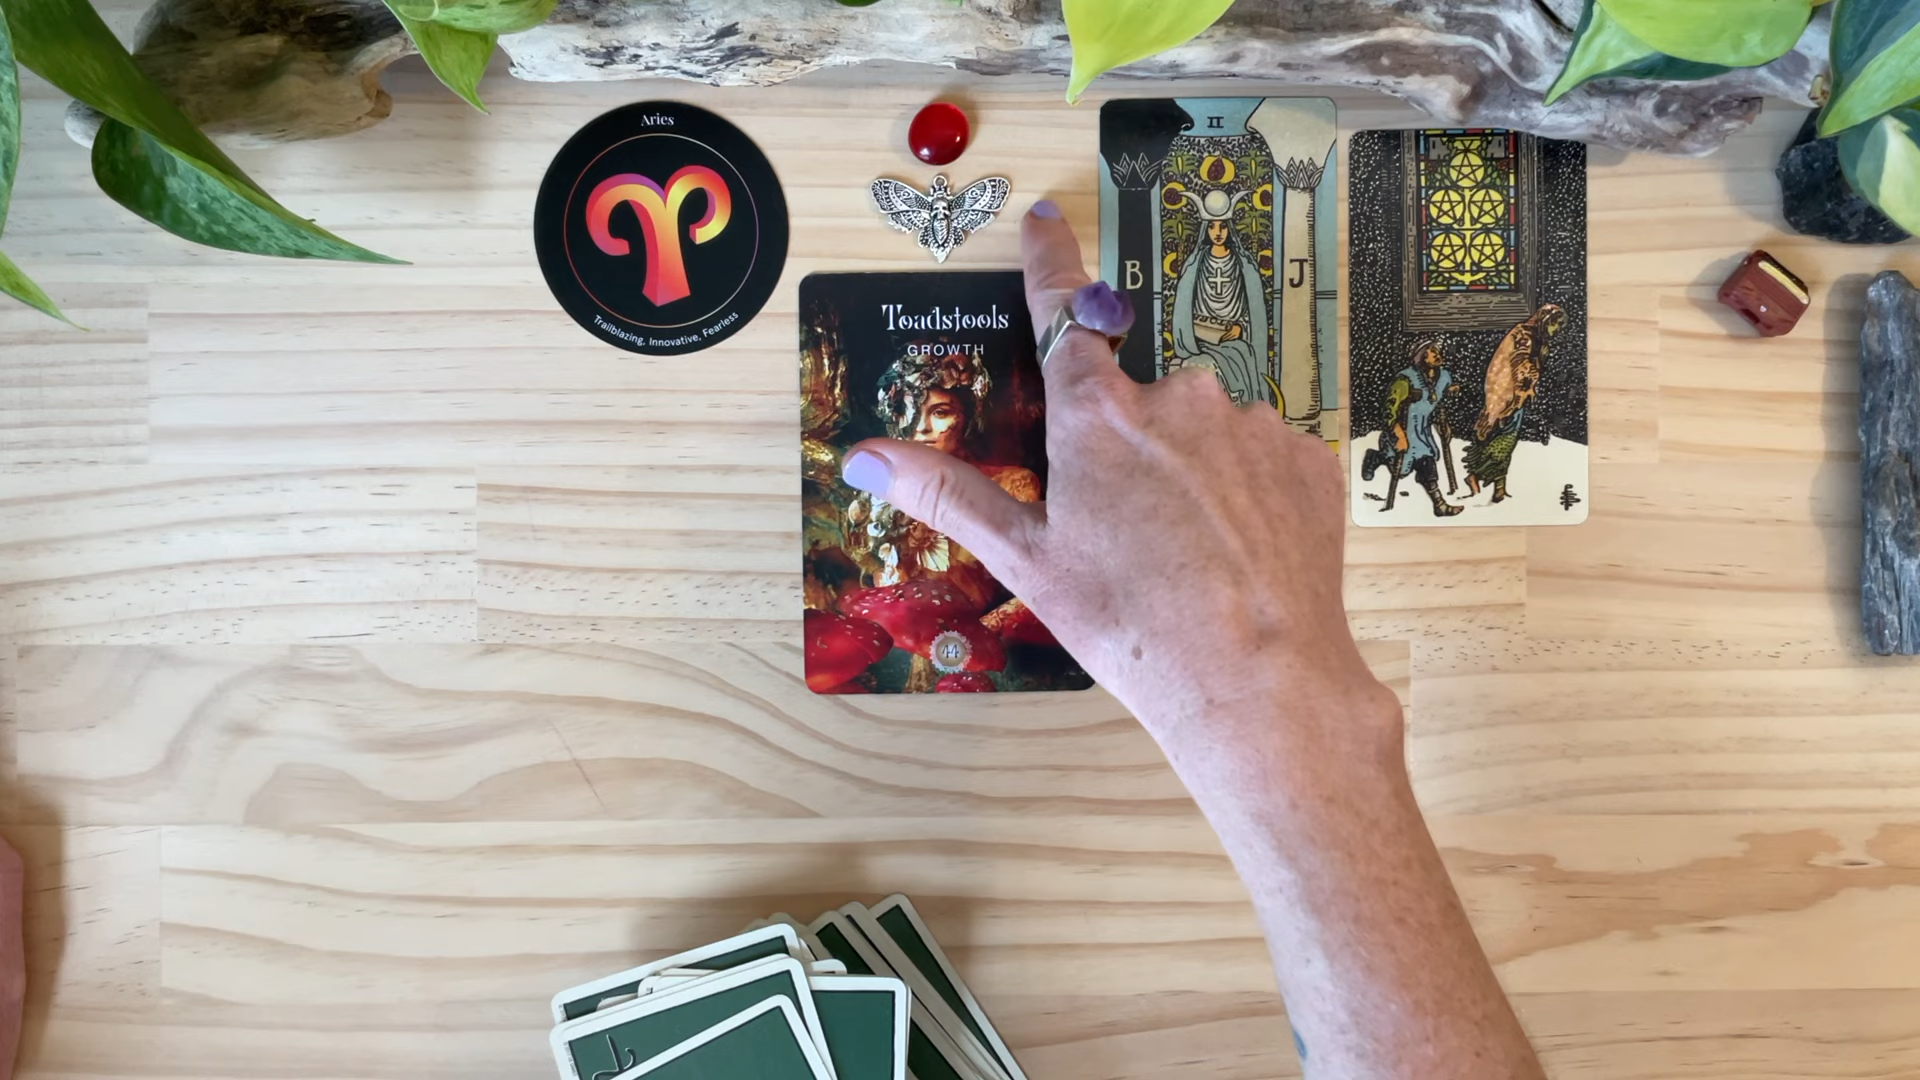 Aries
Trailblazing, Innovative, Fearless
Toadstools
GROWTH
44
II
B
J